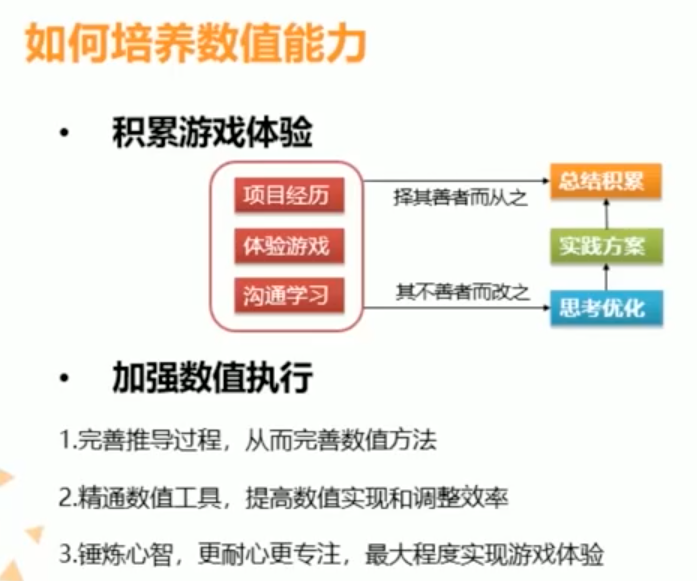 如何培养数值能力
• 积累游戏体验
项目经历
体验游戏
沟通学习
择其善者而从之
其不善者而改之
总结积累
实践方案
思考优化
• 加强数值执行
1.完善推导过程，从而完善数值方法
2.精通数值工具，提高数值实现和调整效率
3.锤炼心智，更耐心更专注，最大程度实现游戏体验